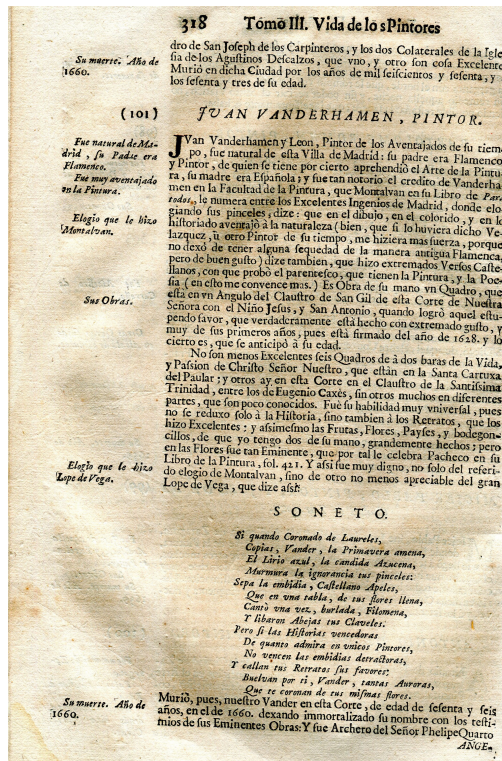 318 Tomo III. Vida de los Pintores
dro de San Joseph de los Carpinteros, y los dos Colaterales de la Igle
Su muerte. Año de
1660.
sia de los Agustinos Descalzos, que vno, y otro son cosa Excelente
Murió en dicha Ciudad por los años de mil seiscientos y sesenta, y
los sesenta y tres de su edad.
(101) JVAN VANDERHAMEN, PINTOR.
Fue natural de Ma-
drid, su Padre era
Flamenco.
Fue muy aventajado
en la Pintura.
Elogio que le hizo
Montalvan.
JVan Vanderhamen y Leon, Pintor de los Aventajados de su tiem
po, fue natural de esta Villa de Madrid: su padre era Flamenco
y Pintor, de quien se tiene por cierto aprehendiò el Arte de la Pintu
ra, su madre era Española; y fue tan notorio el credito de Vanderha
men en la Facultad de la Pintura, que Montalvan en su Libro de Para
todos, le numera entre los Excelentes Ingenios de Madrid, donde elo
giando sus pinceles, dize: que en el dibujo, en el colorido, y en lo
historiado aventajò à la naturaleza (bien, que si lo huviera dicho Ve-
lazquez, ù otro Pintor de su tiempo, me hiziera mas fuerza, porque
no dexò de tener alguna sequedad de la manera antigua Flamenca,
pero de buen gusto) dize tambien, que hizo extremados Versos Caste-
llanos, con que probò el parentesco, que tienen la Pintura, y la Poe-
Sus Obras.
sia (en esto me convence mas.) Es Obra de su mano vn Quadro, que
està en vn Angulo del Claustro de San Gil de esta Corte de Nuestra
Señora con el Niño Jesus, y San Antonio, quando logrò aquel estu-
pendo favor, que verdaderamente està hecho con extremado gusto, y
muy de sus primeros años, pues està firmado del año de 1628. y lo
cierto es, que se anticipò à su edad.
No son menos Excelentes seis Quadros de à dos baras de la Vida,
y Passion de Christo Señor Nuestro, que estàn en la Santa Cartuxa
del Paular; y otros ay en esta Corte en el Claustro de la Santissima
Trinidad, entre los de Eugenio Caxès, sin otros muchos en diferentes
partes, que son poco conocidos. Fuè su habilidad muy vniversal, pues
no se reduxo solo à la Historia, sino tambien à los Retratos, que los
hizo Excelentes: y assimesmo las Frutas, Flores, Payses, y bodegon-
cillos, de que yo tengo dos de su mano, grandemente hechos; pero
en las Flores fue tan Eminente, que por tal le celebra Pacheco en su
Elogio que le hizo
Lope de Vega.
Libro de la Pintura, fol. 421. Y assi fue muy digno, no solo del referi-
do elogio de Montalvan, sino de otro no menos apreciable del gran
Lope de Vega, que dize assi:
SONETO.
Si quando Coronado de Laureles,
Copias, Vander, la Primavera amena,
El Lirio azul, la candida Azucena,
Murmura la ignorancia tus pinceles:
Sepa la embidia, Castellano Apeles,
Que en vna tabla, de tus flores llena,
Cantò vna vez, burlada, Filomena,
Y libaron Abejas tus Claveles.
Pero si las Historias vencedoras
De quanto admira en vnicos Pintores,
No vencen las embidias detractoras,
Y callan tus Retratos sus favores:
Buelvan por ti, Vander, tantas Auroras,
Que te coronan de tus mismas flores.
Su muerte. Año de
1660.
Muriò, pues, nuestro Vander en esta Corte, de edad de sesenta y seis
años, en el de 1660. dexando immortalizado su nombre con los testi-
mios de sus Eminentes Obras: Y fue Archero del Señor Phelipe Quarto
ANGE-